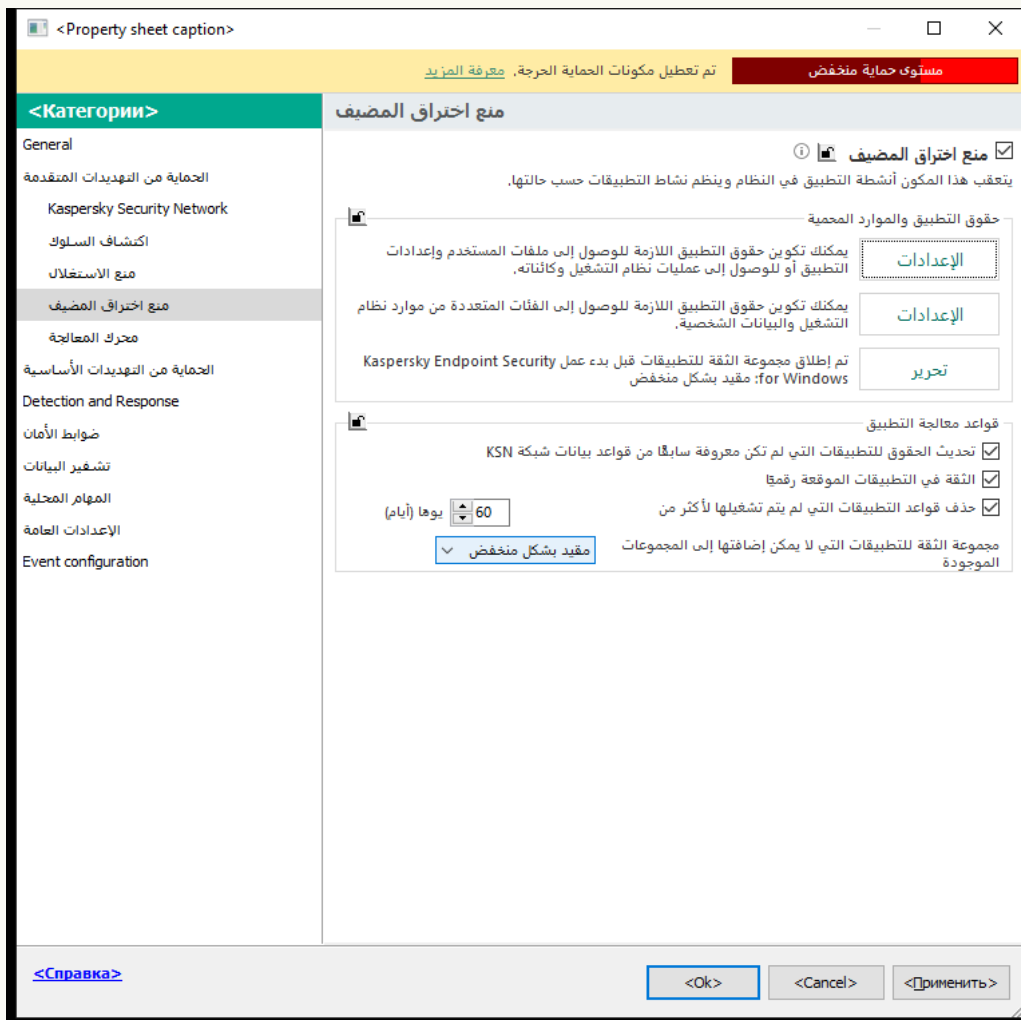 <Property sheet caption>
مستوى حماية منخفض
تم تعطيل مكونات الحماية الحرجة. معرفة المزيد
<Категории>
General
الحماية من التهديدات المتقدمة
Kaspersky Security Network
اكتشاف السلوك
منع الاستغلال
منع اختراق المضيف
محرك المعالجة
الحماية من التهديدات الأساسية
Detection and Response
ضوابط الأمان
تشفير البيانات
المهام المحلية
الإعدادات العامة
Event configuration
منع اختراق المضيف
منع اختراق المضيف
يتعقب هذا المكون أنشطة التطبيق في النظام وينظم نشاط التطبيقات حسب حالتها.
حقوق التطبيق والموارد المحمية
يمكنك تكوين حقوق التطبيق اللازمة للوصول إلى ملفات المستخدم وإعدادات
التطبيق أو للوصول إلى عمليات نظام التشغيل وكائناته.
الإعدادات
يمكنك تكوين حقوق التطبيق اللازمة للوصول إلى الفئات المتعددة من موارد نظام
التشغيل والبيانات الشخصية.
الإعدادات
تم إطلاق مجموعة الثقة للتطبيقات قبل بدء عمل Kaspersky Endpoint Security
for Windows: مقيد بشكل منخفض
تحرير
قواعد معالجة التطبيق
تحديث الحقوق للتطبيقات التي لم تكن معروفة سابقًا من قواعد بيانات شبكة KSN
الثقة في التطبيقات الموقعة رقميًا
حذف قواعد التطبيقات التي لم يتم تشغيلها لأكثر من 60 يوها (أيام)
مجموعة الثقة للتطبيقات التي لا يمكن إضافتها إلى المجموعات
الموجودة
مقيد بشكل منخفض
<Справка>
<Ok>
<Cancel>
<Применить>